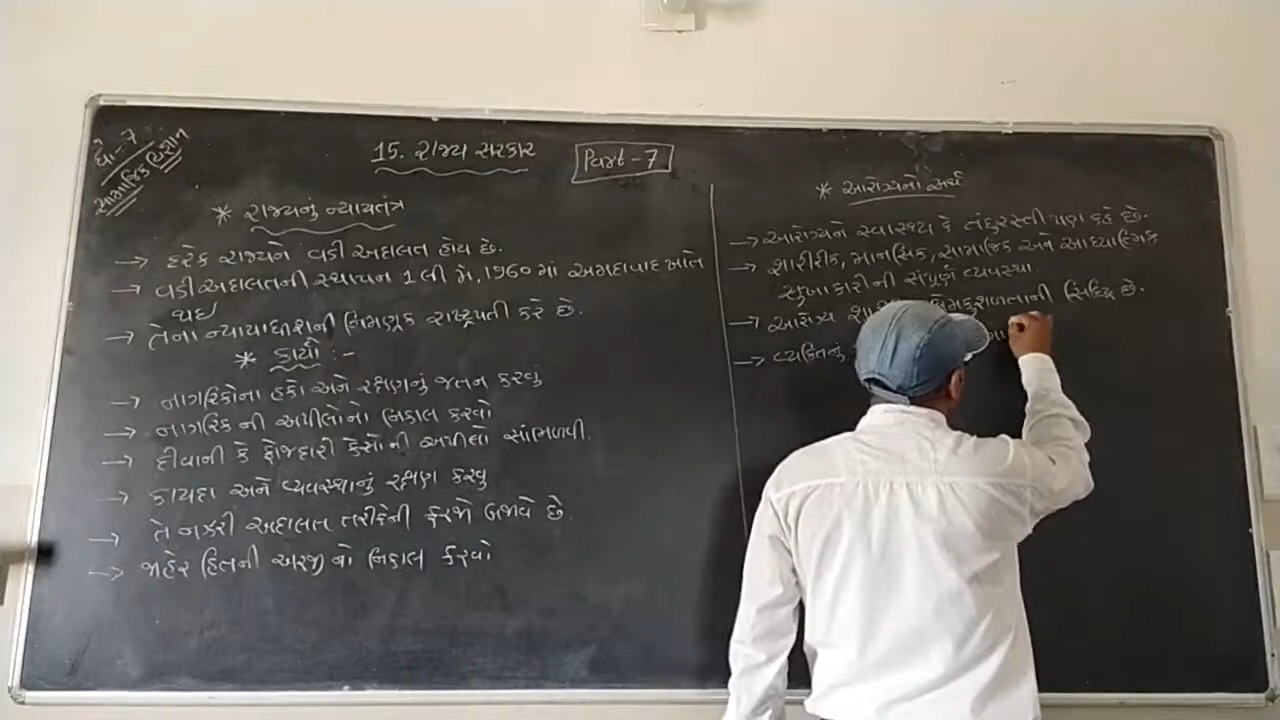 ધો-7
સામાજિક વિજ્ઞાન
15. રાજ્ય સરકાર
Part-7
* રાજ્યનું ન્યાયતંત્ર
→ દરેક રાજ્યને વડી અદાલત હોય છે.
→ વડી અદાલતની સ્થાપના 1લી મે, 1960 માં અમદાવાદ ખાતે
થઇ
→ તેના ન્યાયાધીશની નિમણૂક રાષ્ટ્રપતી કરે છે.
* કાર્યો :-
→ નાગરિકોના હકો અને રક્ષણનું જતન કરવું
→ નાગરિક ની અપીલોનો નિકાલ કરવો
→ દીવાની કે ફોજદારી કેસો ની અપીલો સાંભળવી.
→ કાયદા અને વ્યવસ્થાનું રક્ષણ કરવુ
→ તે નઝીરી અદાલત તરીકેની ફરજો બજાવે છે.
→ જાહેર હિતની અરજી નો નિકાલ કરવો
* આરોગ્યનો અર્થ
→ આરોગ્યને સ્વાસ્થ્ય કે તંદુરસ્તી પણ કહે છે.
→ શારીરીક, માનસિક, સામાજિક અને આધ્યાત્મિક
સુખાકારીની સંપૂર્ણ વ્યવસ્થા.
→ આરોગ્ય છે.
→ વ્યક્તિનું